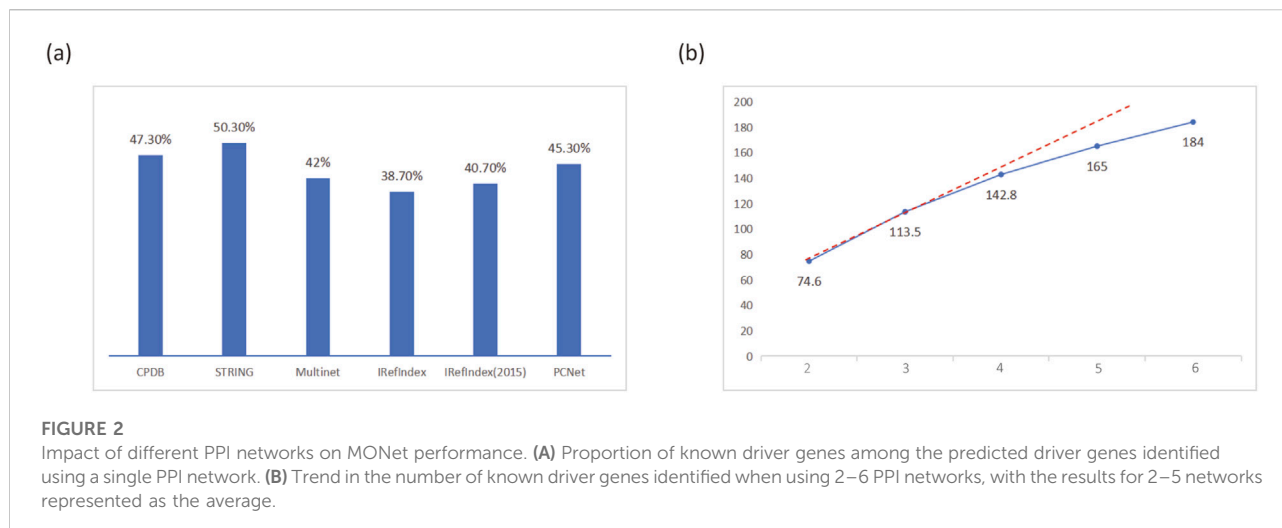 (a)
47.30%
50.30%
42%
38.70%
40.70%
45.30%
CPDB
STRING
Multinet
IRefIndex
IRefIndex(2015)
PCNet
(b)
200
180
160
140
120
100
80
60
40
20
0
74.6
113.5
142.8
165
184
2
3
4
5
6
FIGURE 2
Impact of different PPI networks on MONet performance. (A) Proportion of known driver genes among the predicted driver genes identified
using a single PPI network. (B) Trend in the number of known driver genes identified when using 2–6 PPI networks, with the results for 2–5 networks
represented as the average.